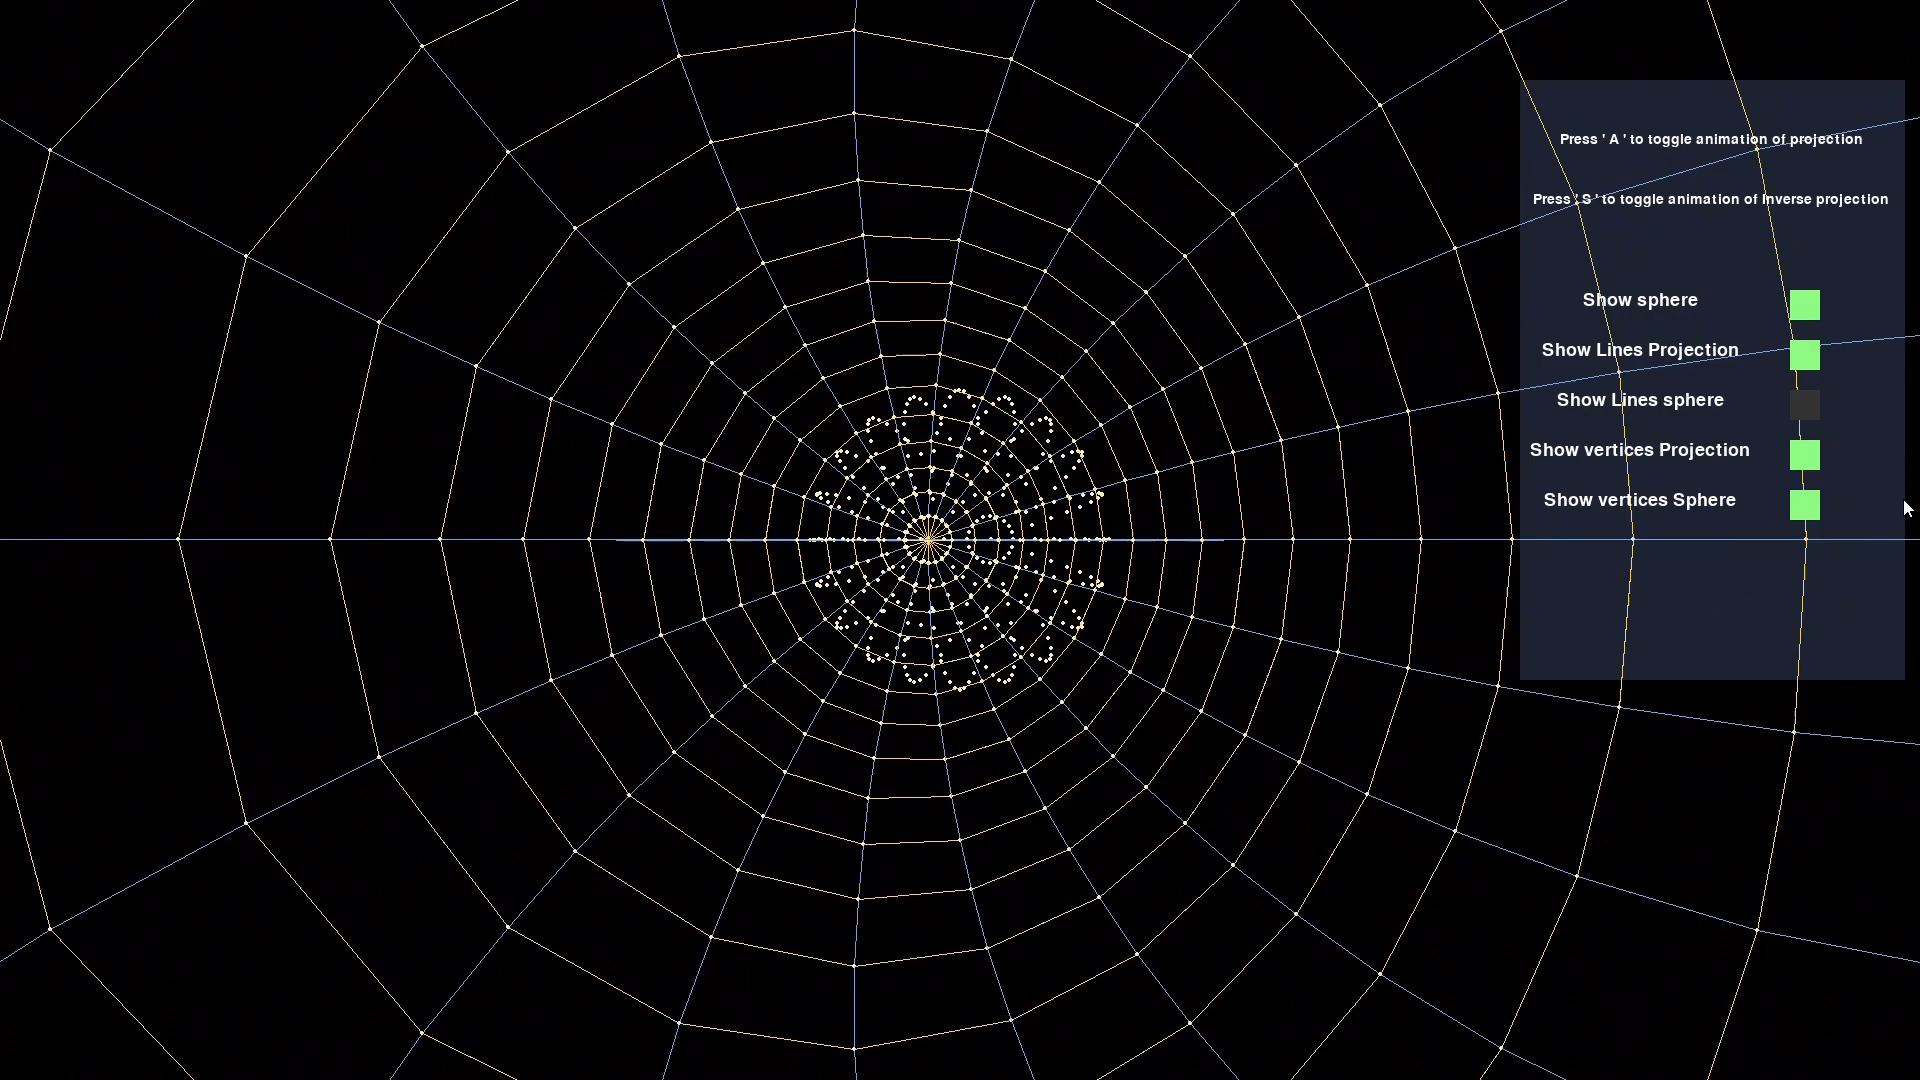 Press ' A ' to toggle animation of projection
Press ' S ' to toggle animation of Inverse projection
Show sphere
Show Lines Projection
Show Lines sphere
Show vertices Projection
Show vertices Sphere